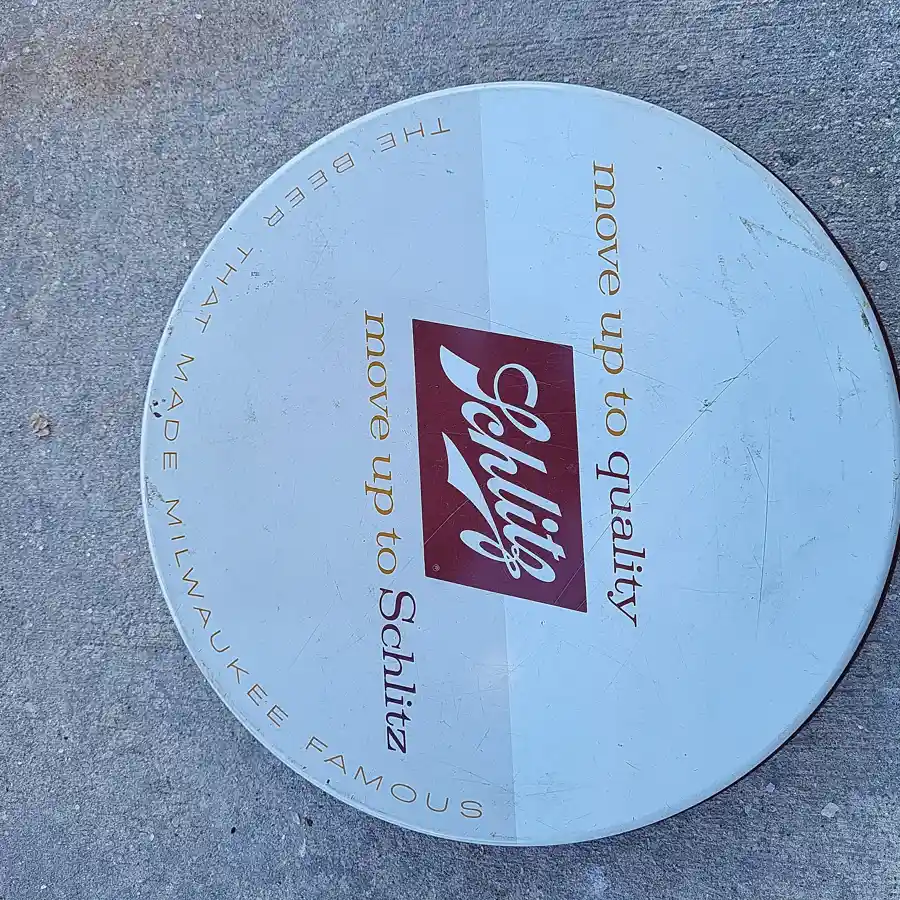 move up to quality
Schlitz
®
move up to Schlitz
THE BEER THAT MADE MILWAUKEE FAMOUS